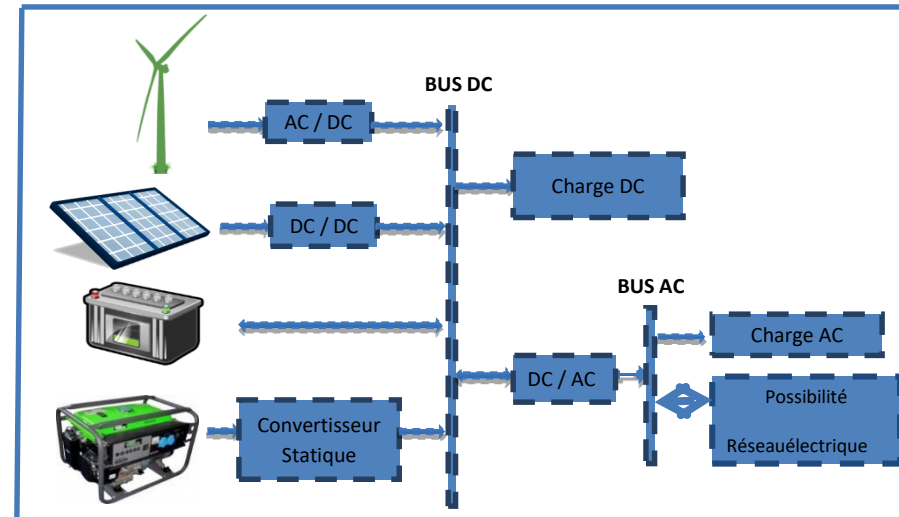 BUS DC
AC / DC
Charge DC
DC / DC
BUS AC
Charge AC
DC / AC
Possibilité
Réseauélectrique
Convertisseur
Statique